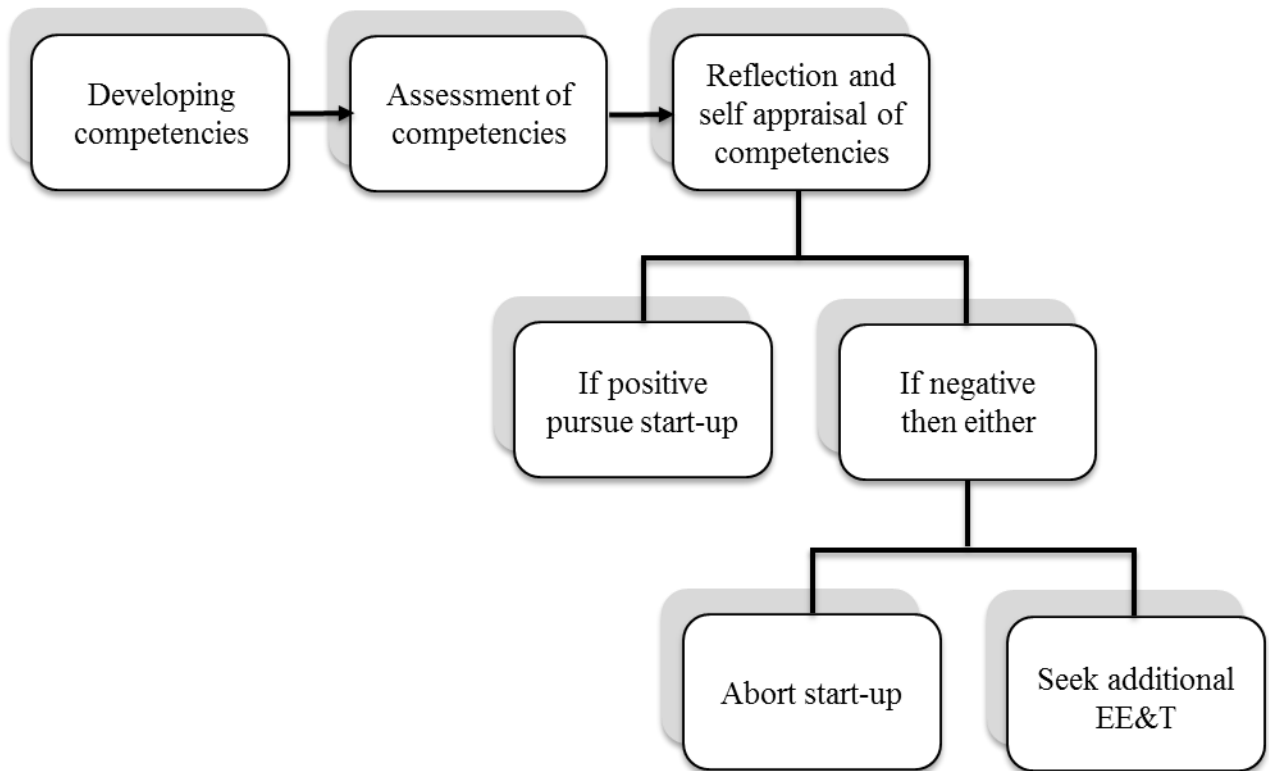 Developing
competencies
Assessment of
competencies
Reflection and
self appraisal of
competencies
If positive
pursue start-up
If negative
then either
Abort start-up
Seek additional
EE&T